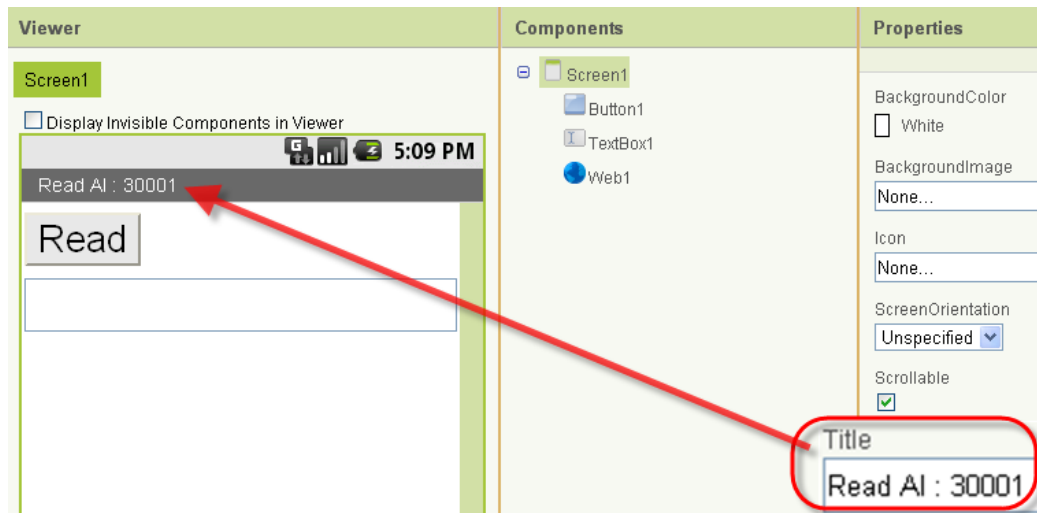 Viewer
Screen1
Display Invisible Components in Viewer
5:09 PM
Read AI : 30001
Read
Components
Screen1
Button1
TextBox1
Web1
Properties
BackgroundColor
White
BackgroundImage
None...
Icon
None...
ScreenOrientation
Unspecified
Scrollable
Title
Read AI : 30001